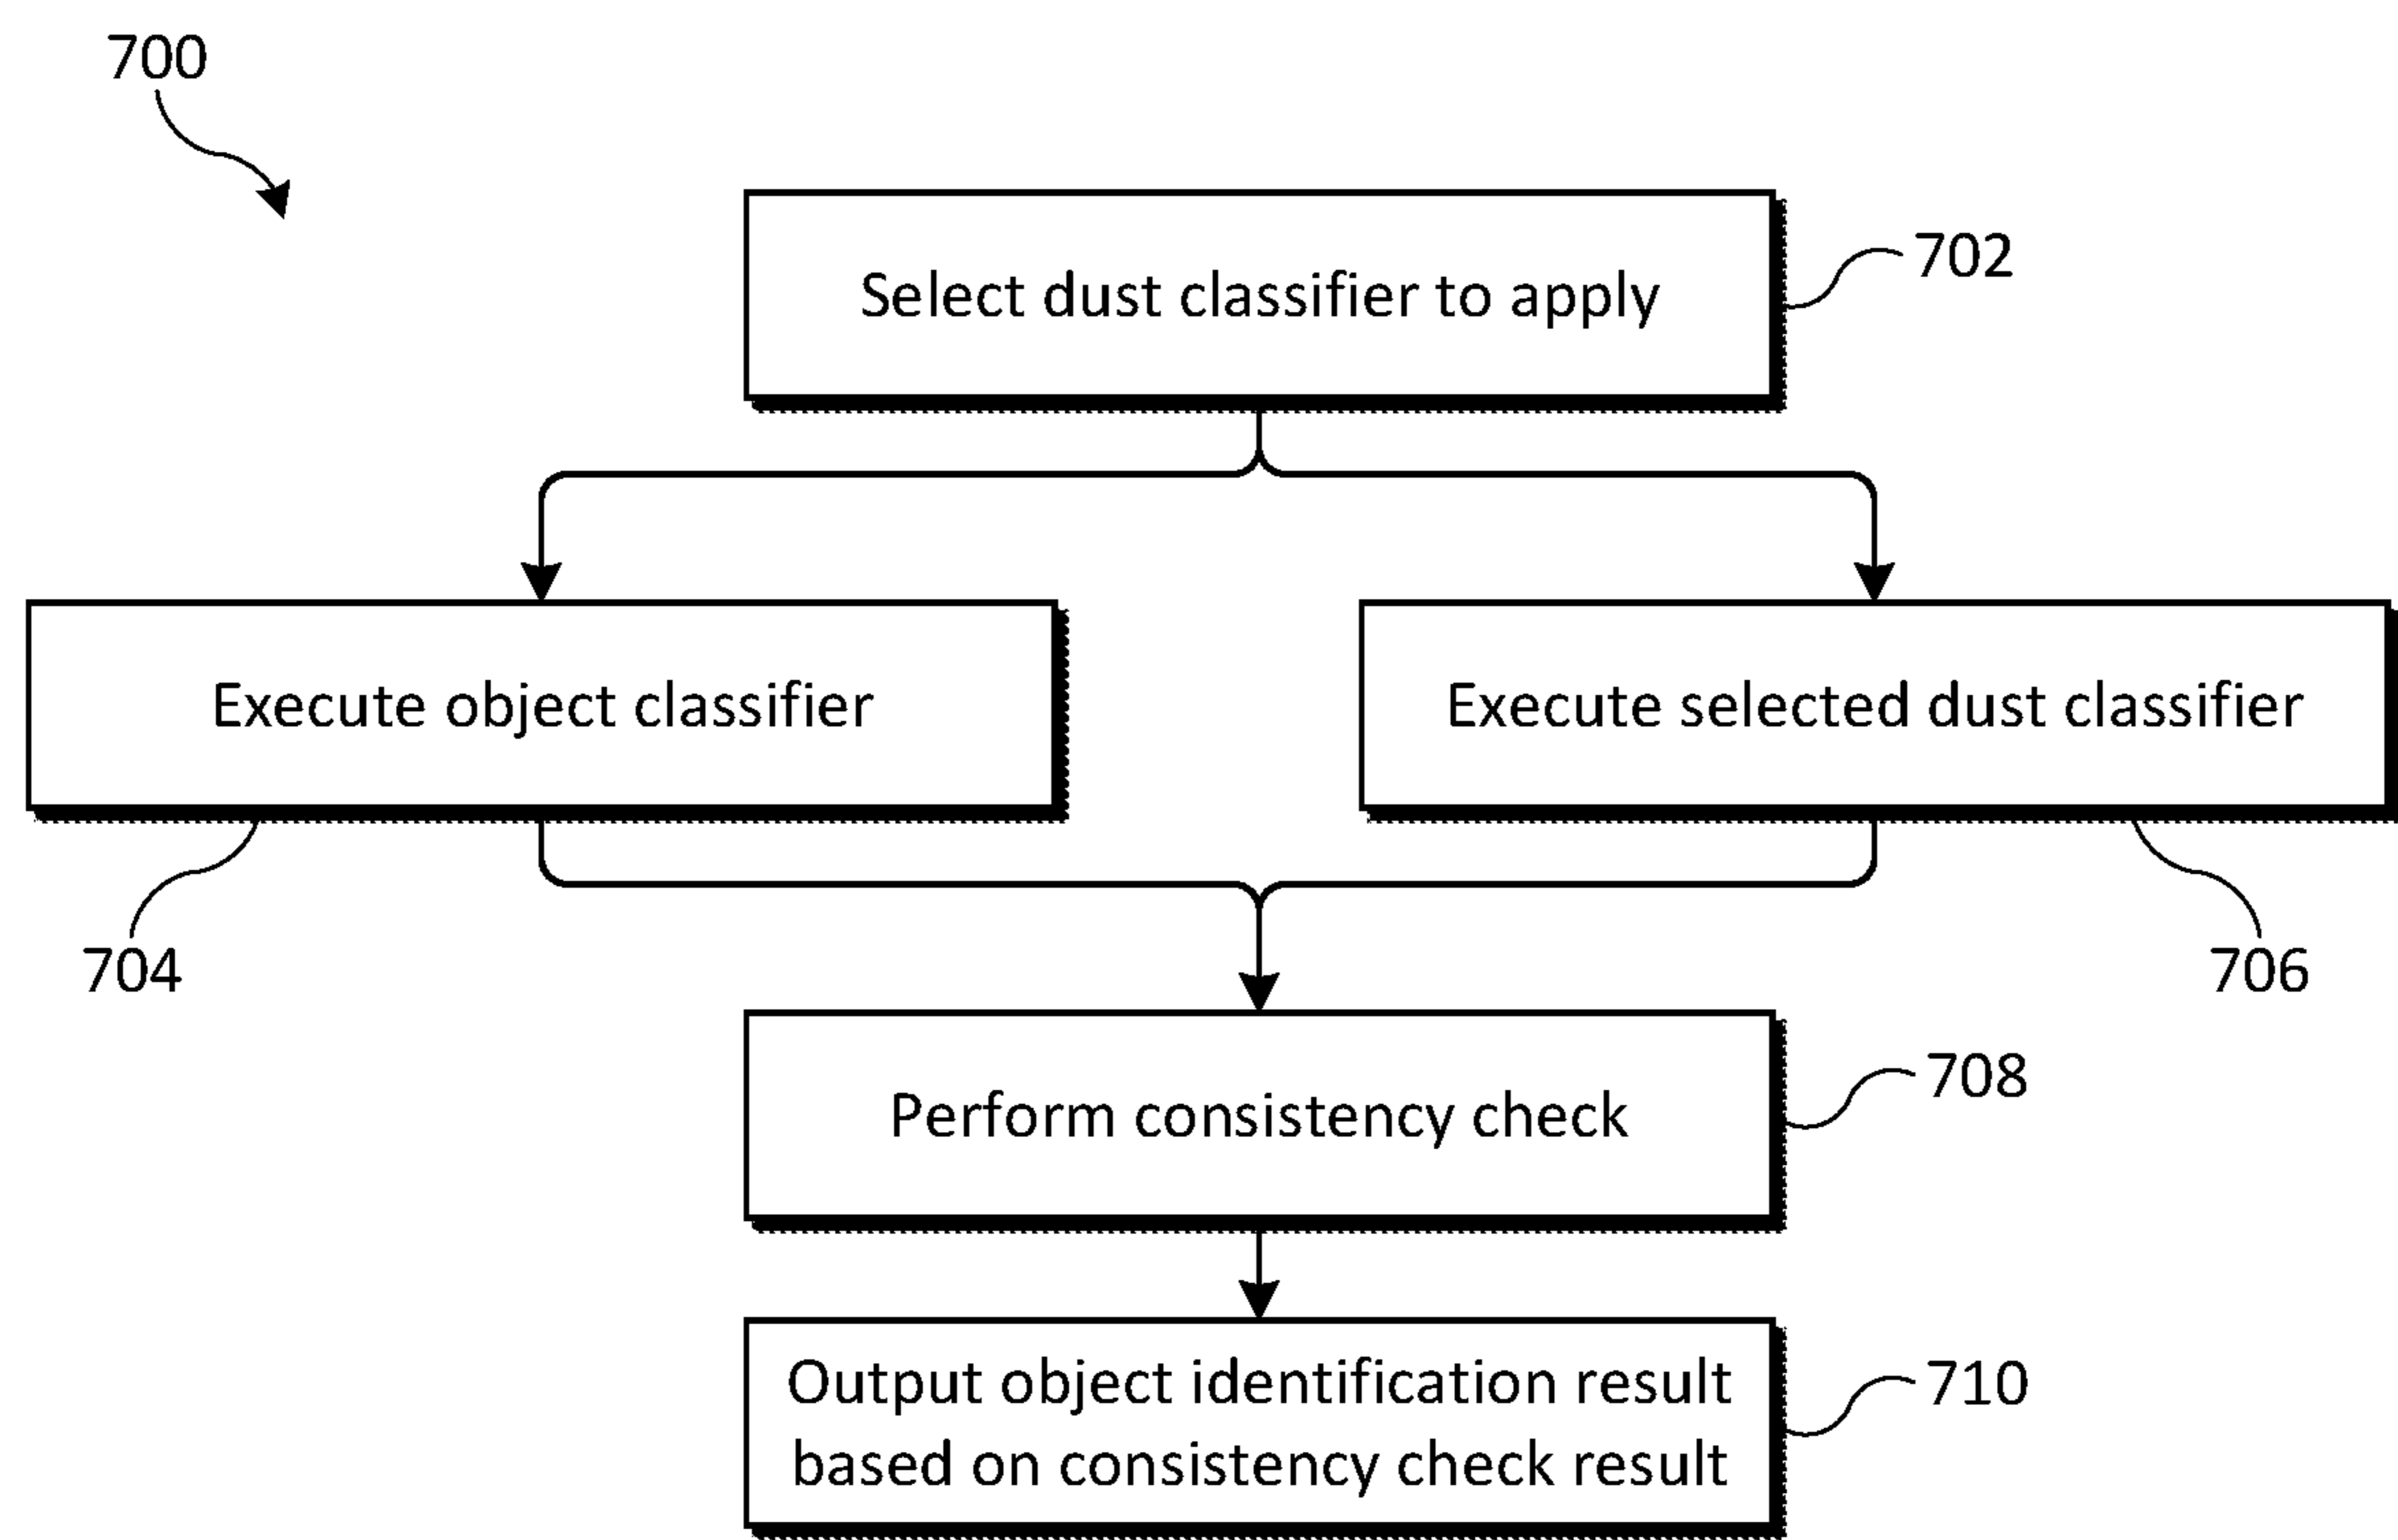 700
Select dust classifier to apply
702
Execute object classifier
Execute selected dust classifier
704
706
Perform consistency check
708
Output object identification result
based on consistency check result
710